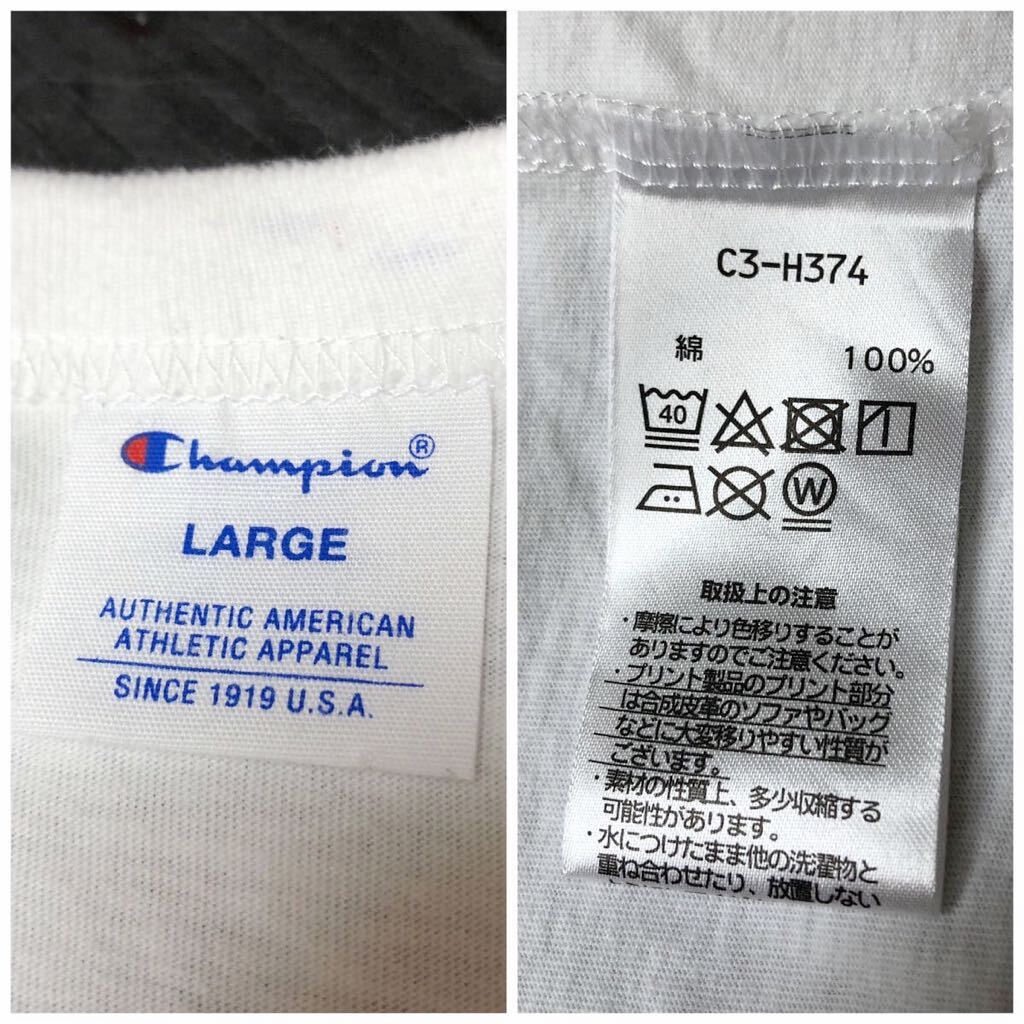 Champion®
LARGE
AUTHENTIC AMERICAN
ATHLETIC APPAREL
SINCE 1919 U.S.A.
C3-H374
綿 100%
40
W
取扱上の注意
・摩擦により色移りすることが
ありますのでご注意ください。
・プリント製品のプリント部分
は合成皮革のソファやバッグ
などに大変移りやすい性質が
ございます。
・素材の性質上、多少収縮する
可能性があります。
・水につけたまま他の洗濯物と
重ね合わせたり、放置しない